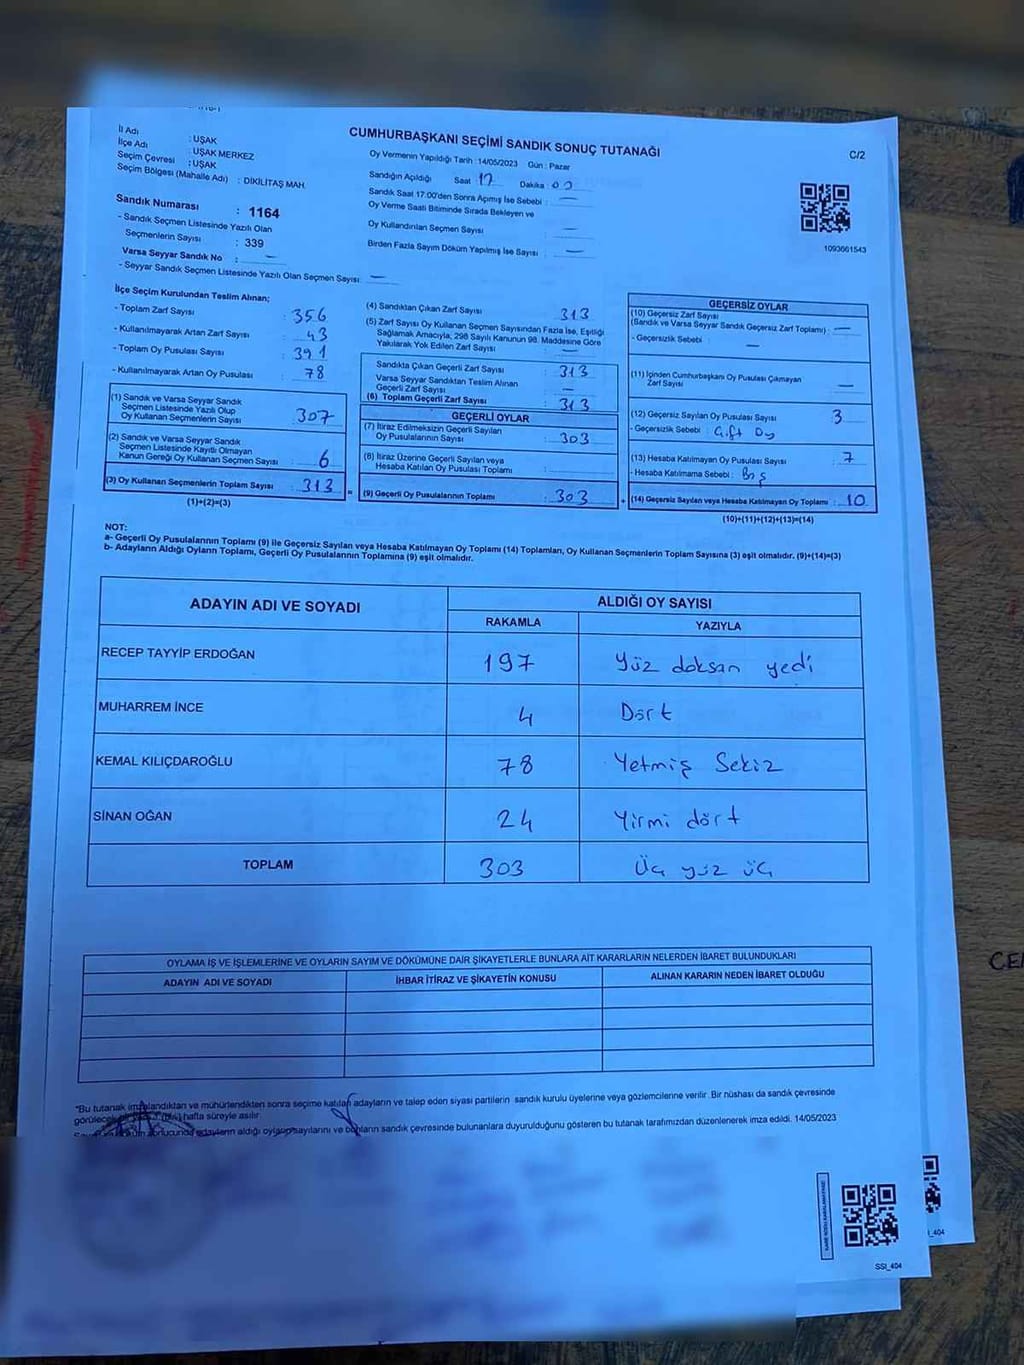 CUMHURBAŞKANI SEÇİMİ SANDIK SONUÇ TUTANAĞI
C/2
İl Adı : UŞAK
İlçe Adı : UŞAK MERKEZ
Seçim Çevresi : UŞAK
Seçim Bölgesi (Mahalle Adı) : DİKİLİTAŞ MAH.
Sandık Numarası : 1164
- Sandık Seçmen Listesinde Yazılı Olan
Seçmenlerin Sayısı : 339
Varsa Seyyar Sandık No : —
- Seyyar Sandık Seçmen Listesinde Yazılı Olan Seçmen Sayısı: —
Oy Vermenin Yapıldığı Tarih :14/05/2023 Gün : Pazar
Sandığın Açıldığı Saat 17 Dakika : 00
Sandık Saat 17:00'den Sonra Açımış İse Sebebi : —
Oy Verme Saati Bitiminde Sırada Bekleyen ve
Oy Kullandırılan Seçmen Sayısı : —
Birden Fazla Sayım Döküm Yapılmış İse Sayısı : —
1093661543
İlçe Seçim Kurulundan Teslim Alınan;
- Toplam Zarf Sayısı : 356
- Kullanılmayarak Artan Zarf Sayısı : 43
- Toplam Oy Pusulası Sayısı : 391
- Kullanılmayarak Artan Oy Pusulası : 78
(1) Sandık ve Varsa Seyyar Sandık
Seçmen Listesinde Yazılı Olup
Oy Kullanan Seçmenlerin Sayısı : 307
(2) Sandık ve Varsa Seyyar Sandık
Seçmen Listesinde Kayıtlı Olmayan
Kanun Gereği Oy Kullanan Seçmen Sayısı : 6
(3) Oy Kullanan Seçmenlerin Toplam Sayısı : 313
(1)+(2)=(3)
(4) Sandıktan Çıkan Zarf Sayısı : 313
(5) Zarf Sayısı Oy Kullanan Seçmen Sayısından Fazla İse, Eşitliği
Sağlamak Amacıyla, 298 Sayılı Kanunun 98. Maddesine Göre
Yakılarak Yok Edilen Zarf Sayısı : —
Sandıkta Çıkan Geçerli Zarf Sayısı : 313
Varsa Seyyar Sandıktan Teslim Alınan
Geçerli Zarf Sayısı : —
(6) Toplam Geçerli Zarf Sayısı : 313
GEÇERLİ OYLAR
(7) İtiraz Edilmeksizin Geçerli Sayılan
Oy Pusulalarının Sayısı : 303
(8) İtiraz Üzerine Geçerli Sayılan veya
Hesaba Katılan Oy Pusulası Toplamı :
(9) Geçerli Oy Pusulalarının Toplamı : 303
GEÇERSİZ OYLAR
(10) Geçersiz Zarf Sayısı
(Sandık ve Varsa Seyyar Sandık Geçersiz Zarf Toplamı) : —
- Geçersizlik Sebebi : —
(11) İçinden Cumhurbaşkanı Oy Pusulası Çıkmayan
Zarf Sayısı : —
(12) Geçersiz Sayılan Oy Pusulası Sayısı : 3
- Geçersizlik Sebebi : Çift Oy
(13) Hesaba Katılmayan Oy Pusulası Sayısı : 7
- Hesaba Katılmama Sebebi : Boş
(14) Geçersiz Sayılan veya Hesaba Katılmayan Oy Toplamı : 10
(10)+(11)+(12)+(13)=(14)
NOT:
a- Geçerli Oy Pusulalarının Toplamı (9) ile Geçersiz Sayılan veya Hesaba Katılmayan Oy Toplamı (14) Toplamları, Oy Kullanan Seçmenlerin Toplam Sayısına (3) eşit olmalıdır. (9)+(14)=(3)
b- Adayların Aldığı Oyların Toplamı, Geçerli Oy Pusulalarının Toplamına (9) eşit olmalıdır.
ADAYIN ADI VE SOYADI ALDIĞI OY SAYISI
RAKAMLA YAZIYLA
RECEP TAYYİP ERDOĞAN 197 Yüz doksan yedi
MUHARREM İNCE 4 Dört
KEMAL KILIÇDAROĞLU 78 Yetmiş Sekiz
SİNAN OĞAN 24 Yirmi dört
TOPLAM 303 Üç yüz üç
OYLAMA İŞ VE İŞLEMLERİNE VE OYLARIN SAYIM VE DÖKÜMÜNE DAİR ŞİKAYETLERLE BUNLARA AİT KARARLARIN NELERDEN İBARET BULUNDUKLARI
ADAYIN ADI VE SOYADI İHBAR İTİRAZ VE ŞİKAYETİN KONUSU ALINAN KARARIN NEDEN İBARET OLDUĞU
"Bu tutanak imzalandıktan ve mühürlendikten sonra seçime katılan adayların ve talep eden siyasi partilerin sandık kurulu üyelerine veya gözlemcilerine verilir. Bir nüshası da sandık çevresinde
görülecek hafta süreyle asılır.
adayların aldığı oyların sayılarını ve bunların sandık çevresinde bulunanlara duyurulduğunu gösteren bu tutanak tarafımızdan düzenlenerek imza edildi. 14/05/2023
SSI_404